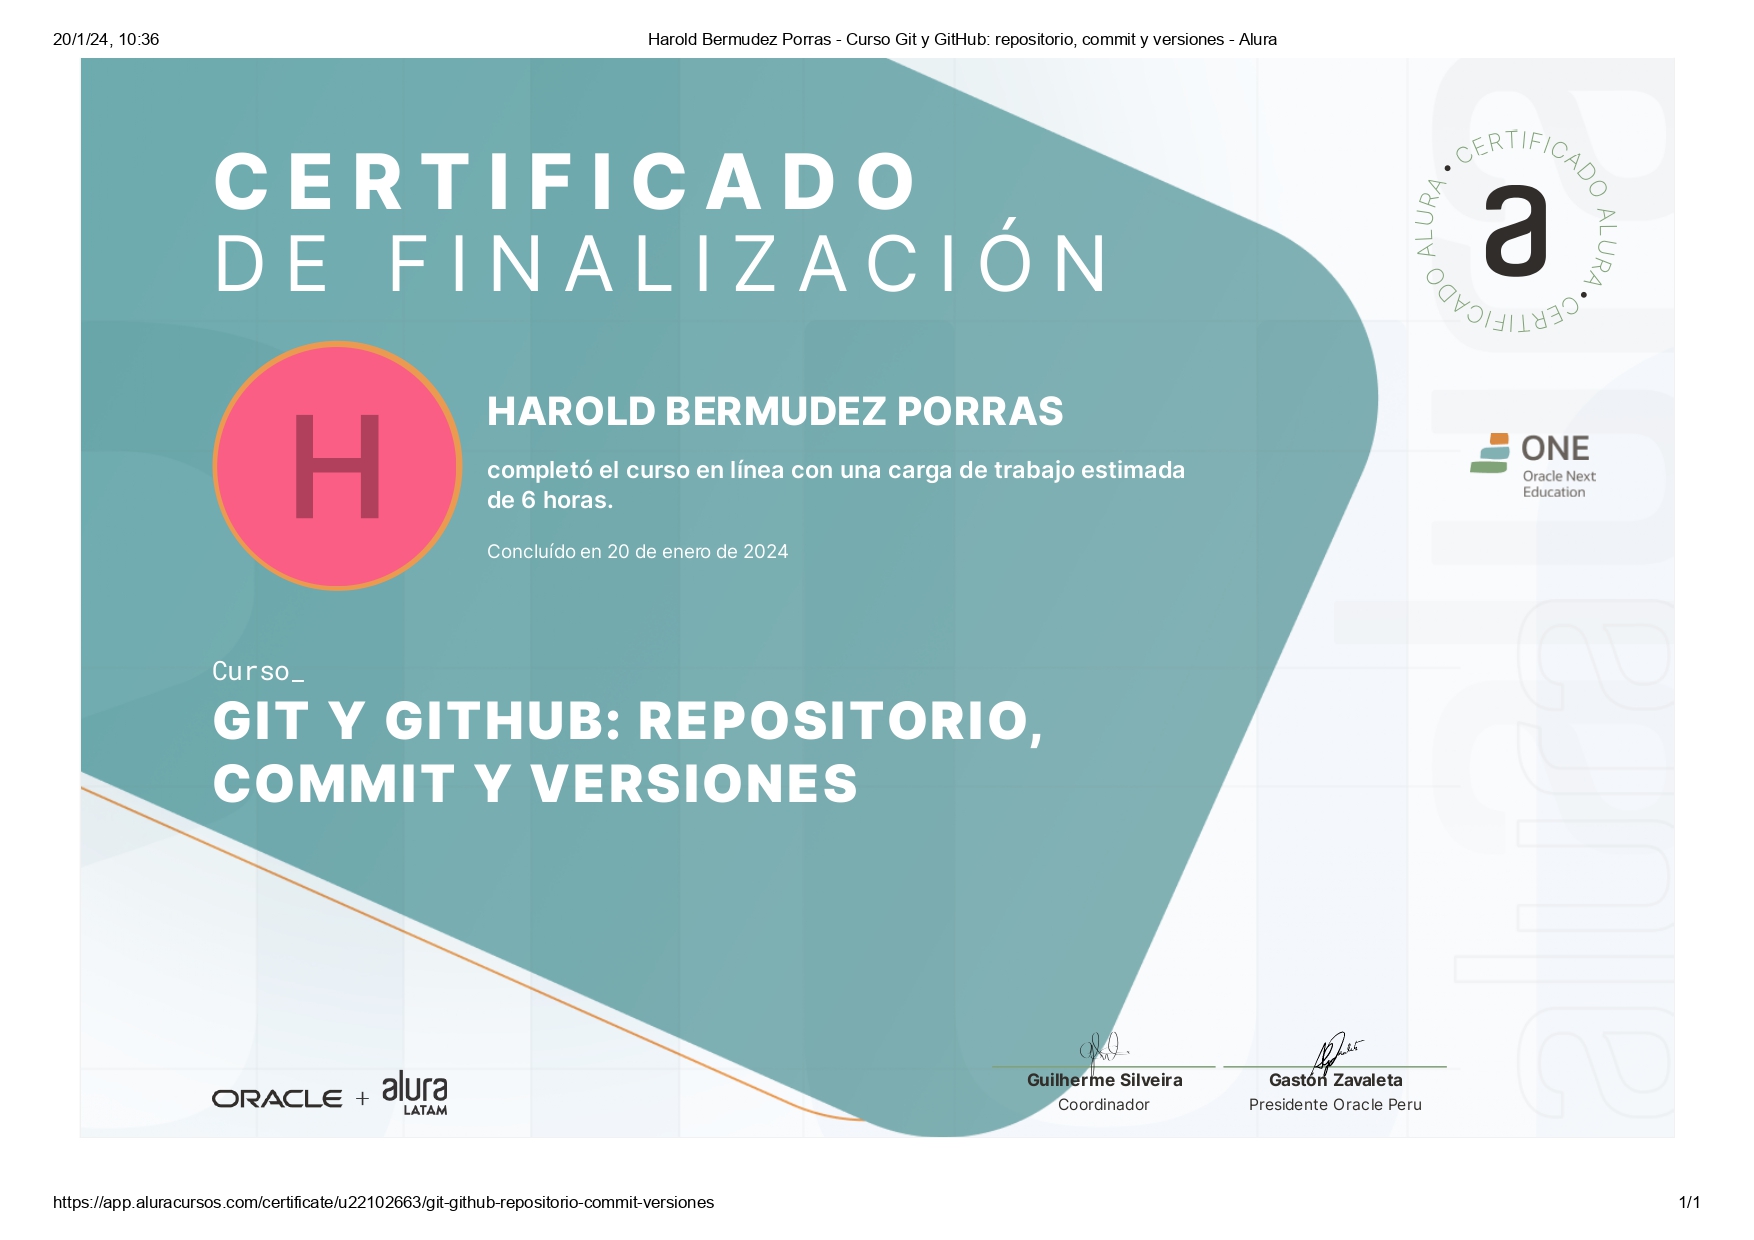 20/1/24, 10:36
Harold Bermudez Porras - Curso Git y GitHub: repositorio, commit y versiones - Alura
CERTIFICADO
DE FINALIZACIÓN
CERTIFICADO ALURA • CERTIFICADO ALURA •
a
HAROLD BERMUDEZ PORRAS
H
completó el curso en línea con una carga de trabajo estimada
de 6 horas.
Concluído en 20 de enero de 2024
ONE
Oracle Next
Education
Curso_
GIT Y GITHUB: REPOSITORIO,
COMMIT Y VERSIONES
alura
alura
ORACLE + alura
LATAM
Guilherme Silveira
Coordinador
Gastón Zavaleta
Presidente Oracle Peru
https://app.aluracursos.com/certificate/u22102663/git-github-repositorio-commit-versiones
1/1